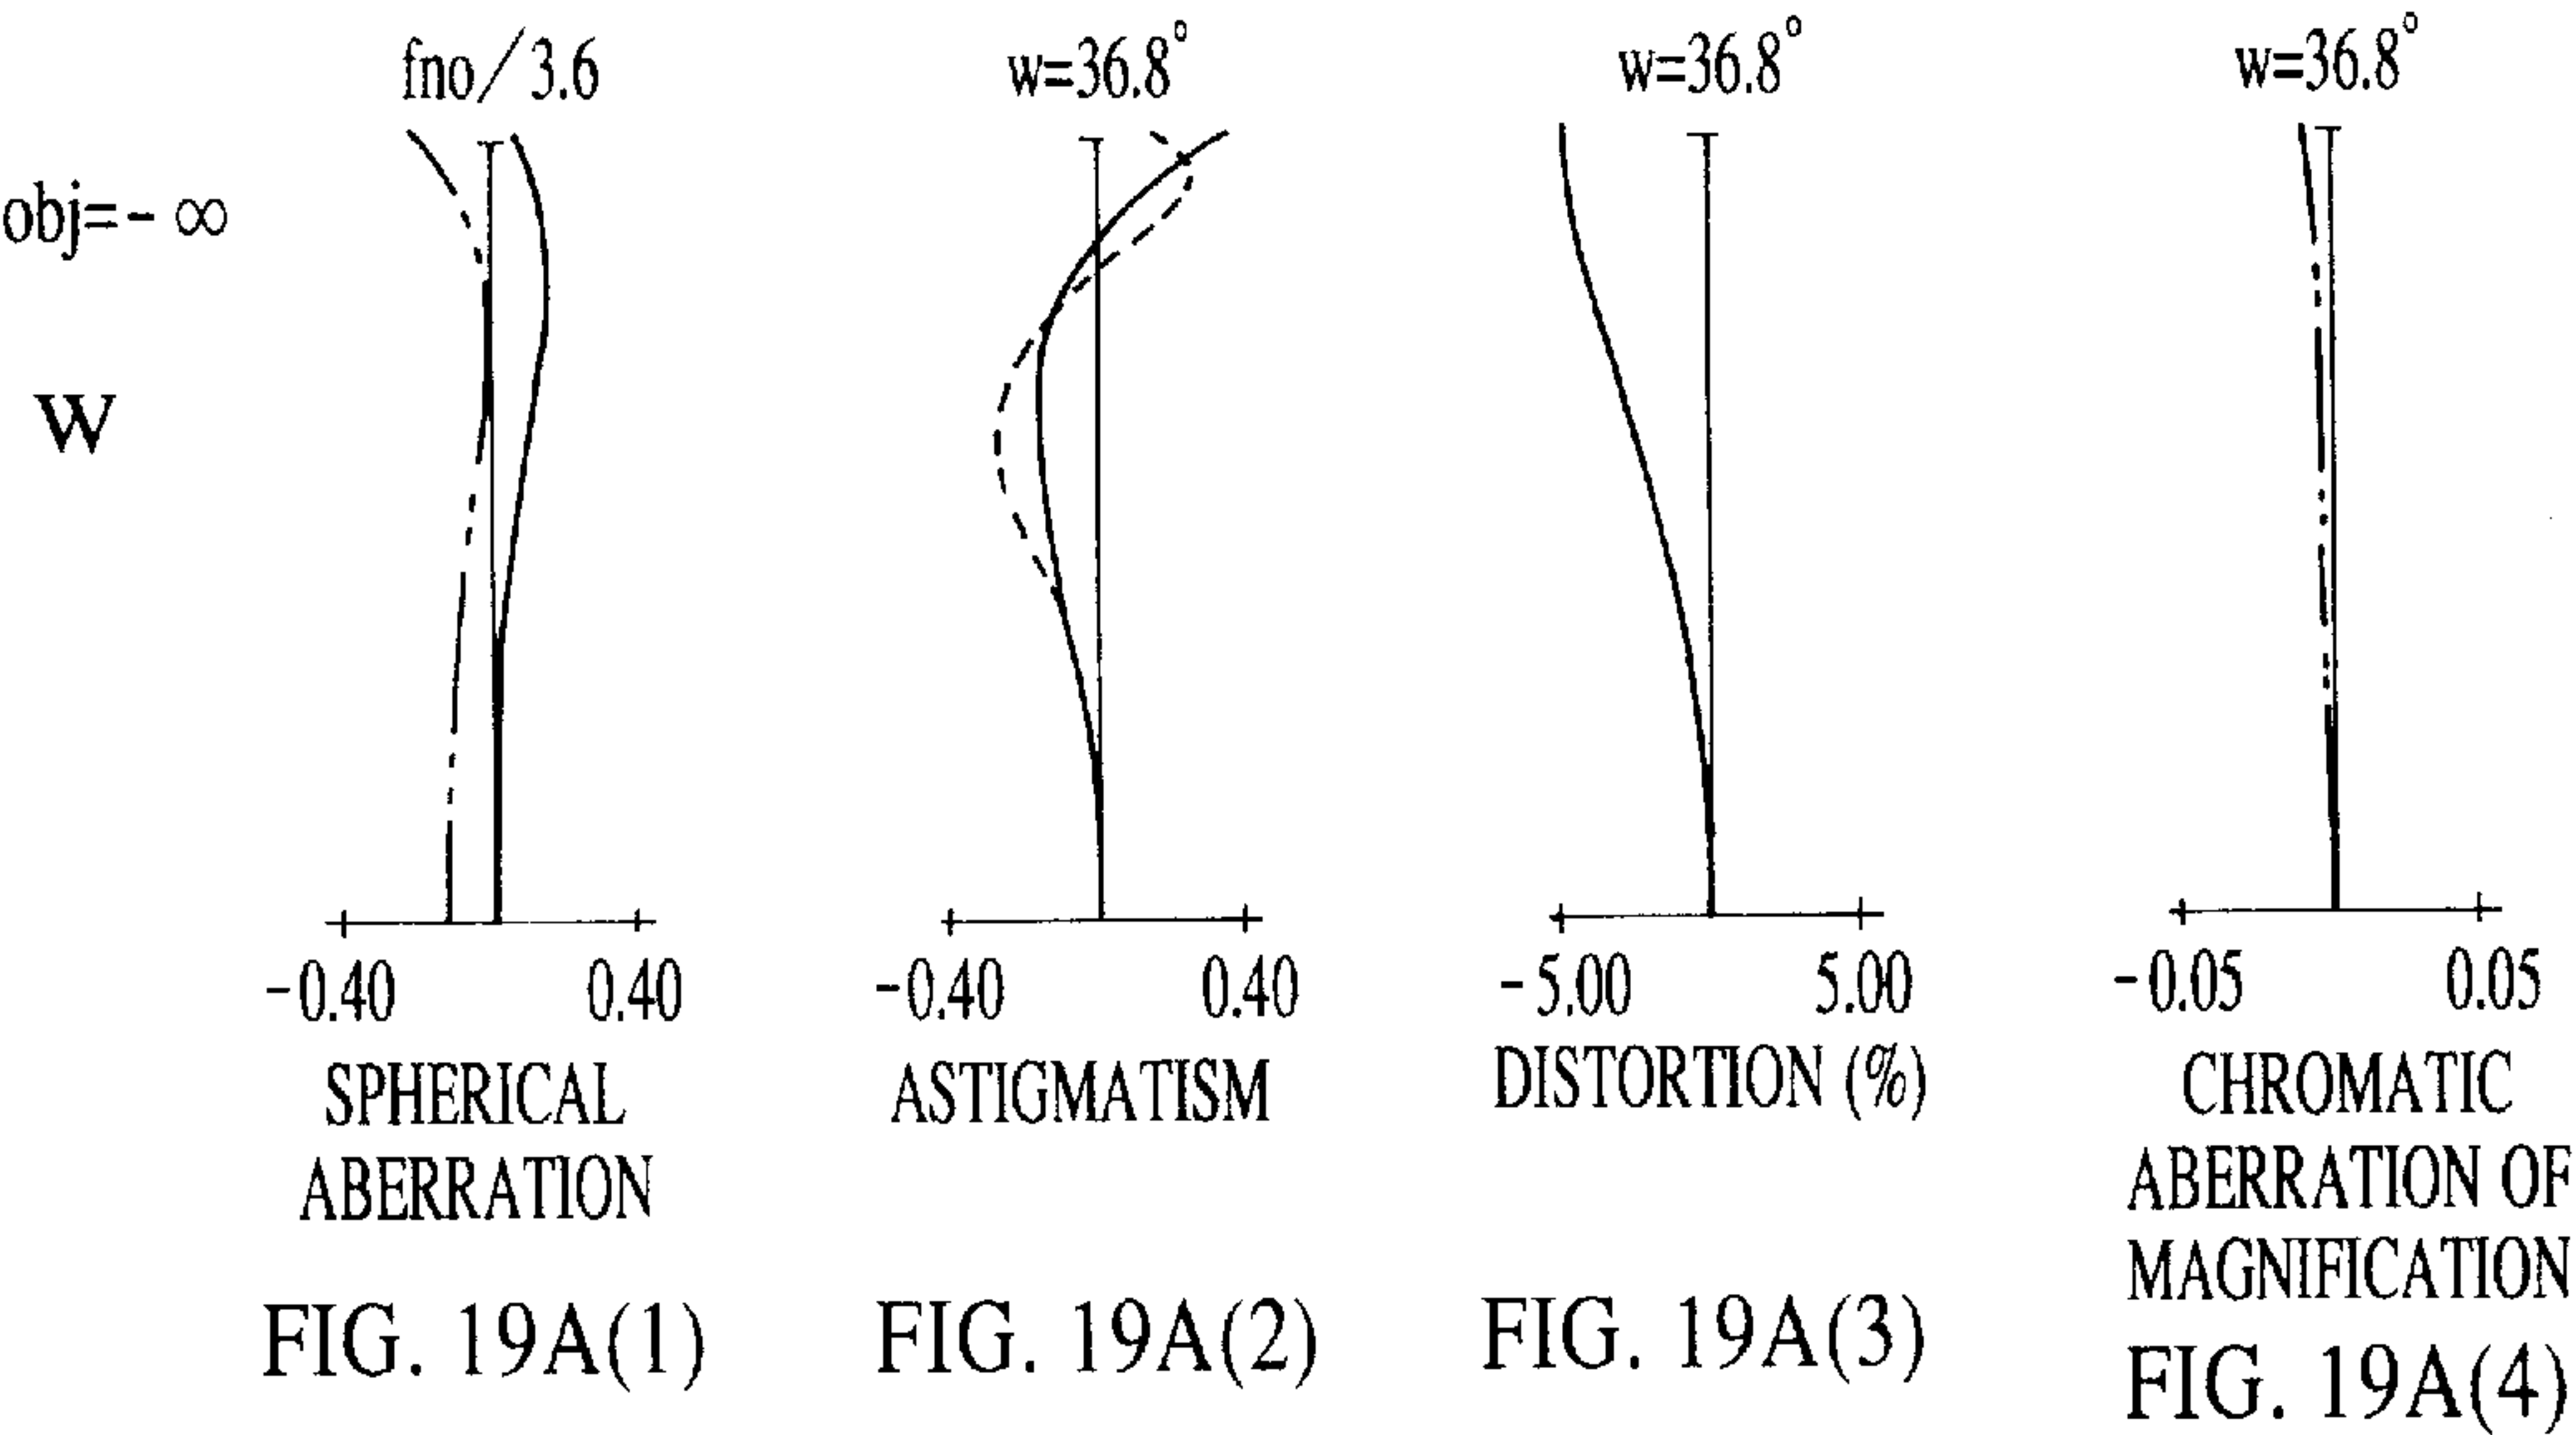 fno/3.6
w=36.8°
w=36.8°
w=36.8°
obj=- ∞
W
-0.40
0.40
-0.40
0.40
-5.00
5.00
-0.05
0.05
SPHERICAL
ABERRATION
ASTIGMATISM
DISTORTION (%)
CHROMATIC
ABERRATION OF
MAGNIFICATION
FIG. 19A(1)
FIG. 19A(2)
FIG. 19A(3)
FIG. 19A(4)